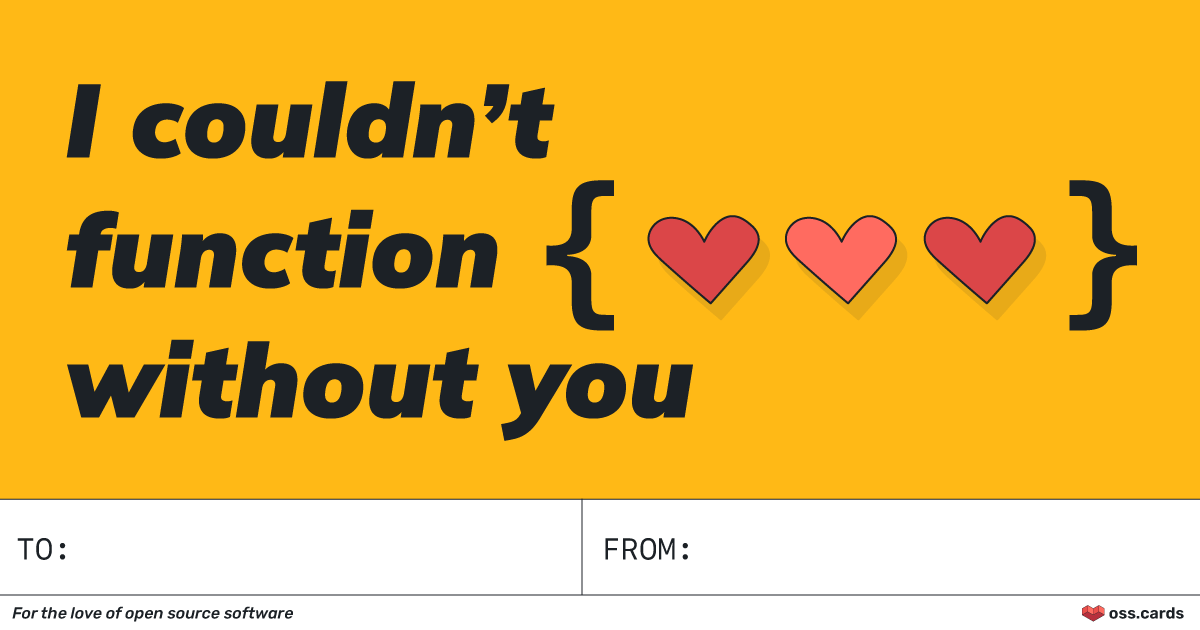 I couldn’t
function { }
without you
TO:
FROM:
For the love of open source software
oss.cards